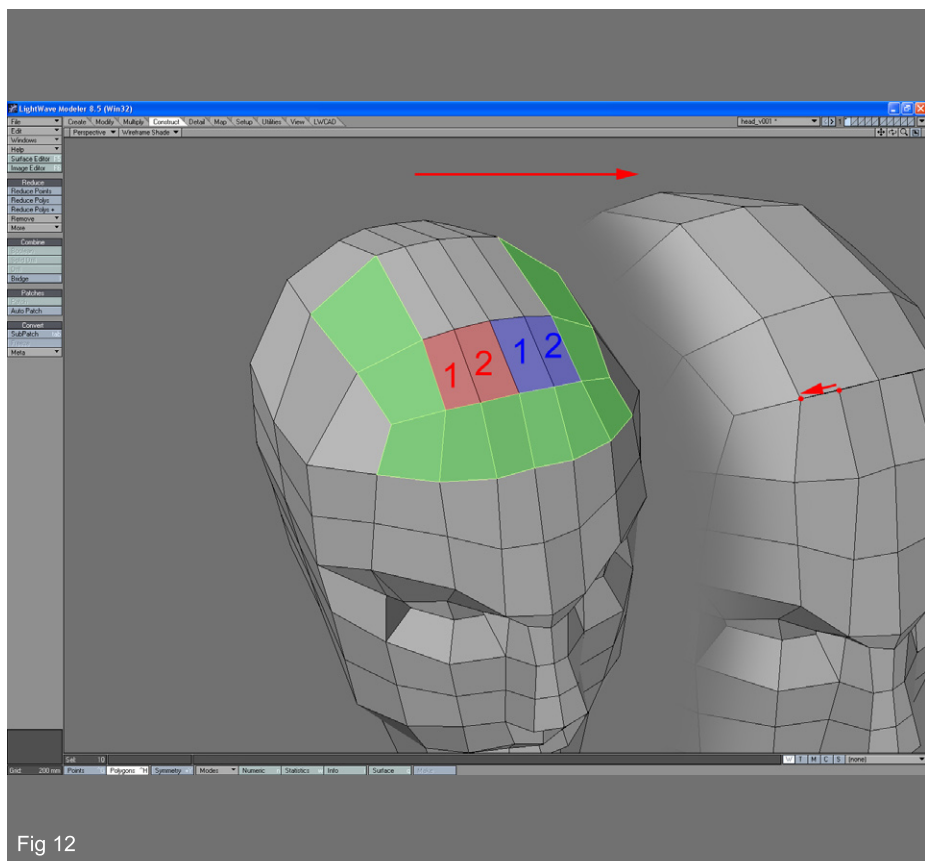 LightWave Modeler 8.5 (Win32)
File
Create Modify Multiply Construct Detail Map Setup Utilities View LWCAD
head_v001 *
Edit
Perspective Wireframe Shade
Windows
Help
Surface Editor
Image Editor
Reduce
Reduce Points
Reduce Polys
Reduce Polys +
Remove
More
Combine
Bridge
Patches
Auto Patch
Convert
SubPatch
Meta
1 2 1 2
Sel: 10
W T M C S (none)
Grid: 200 mm
Points Polygons ^H Symmetry Modes Numeric Statistics Info Surface
Fig 12